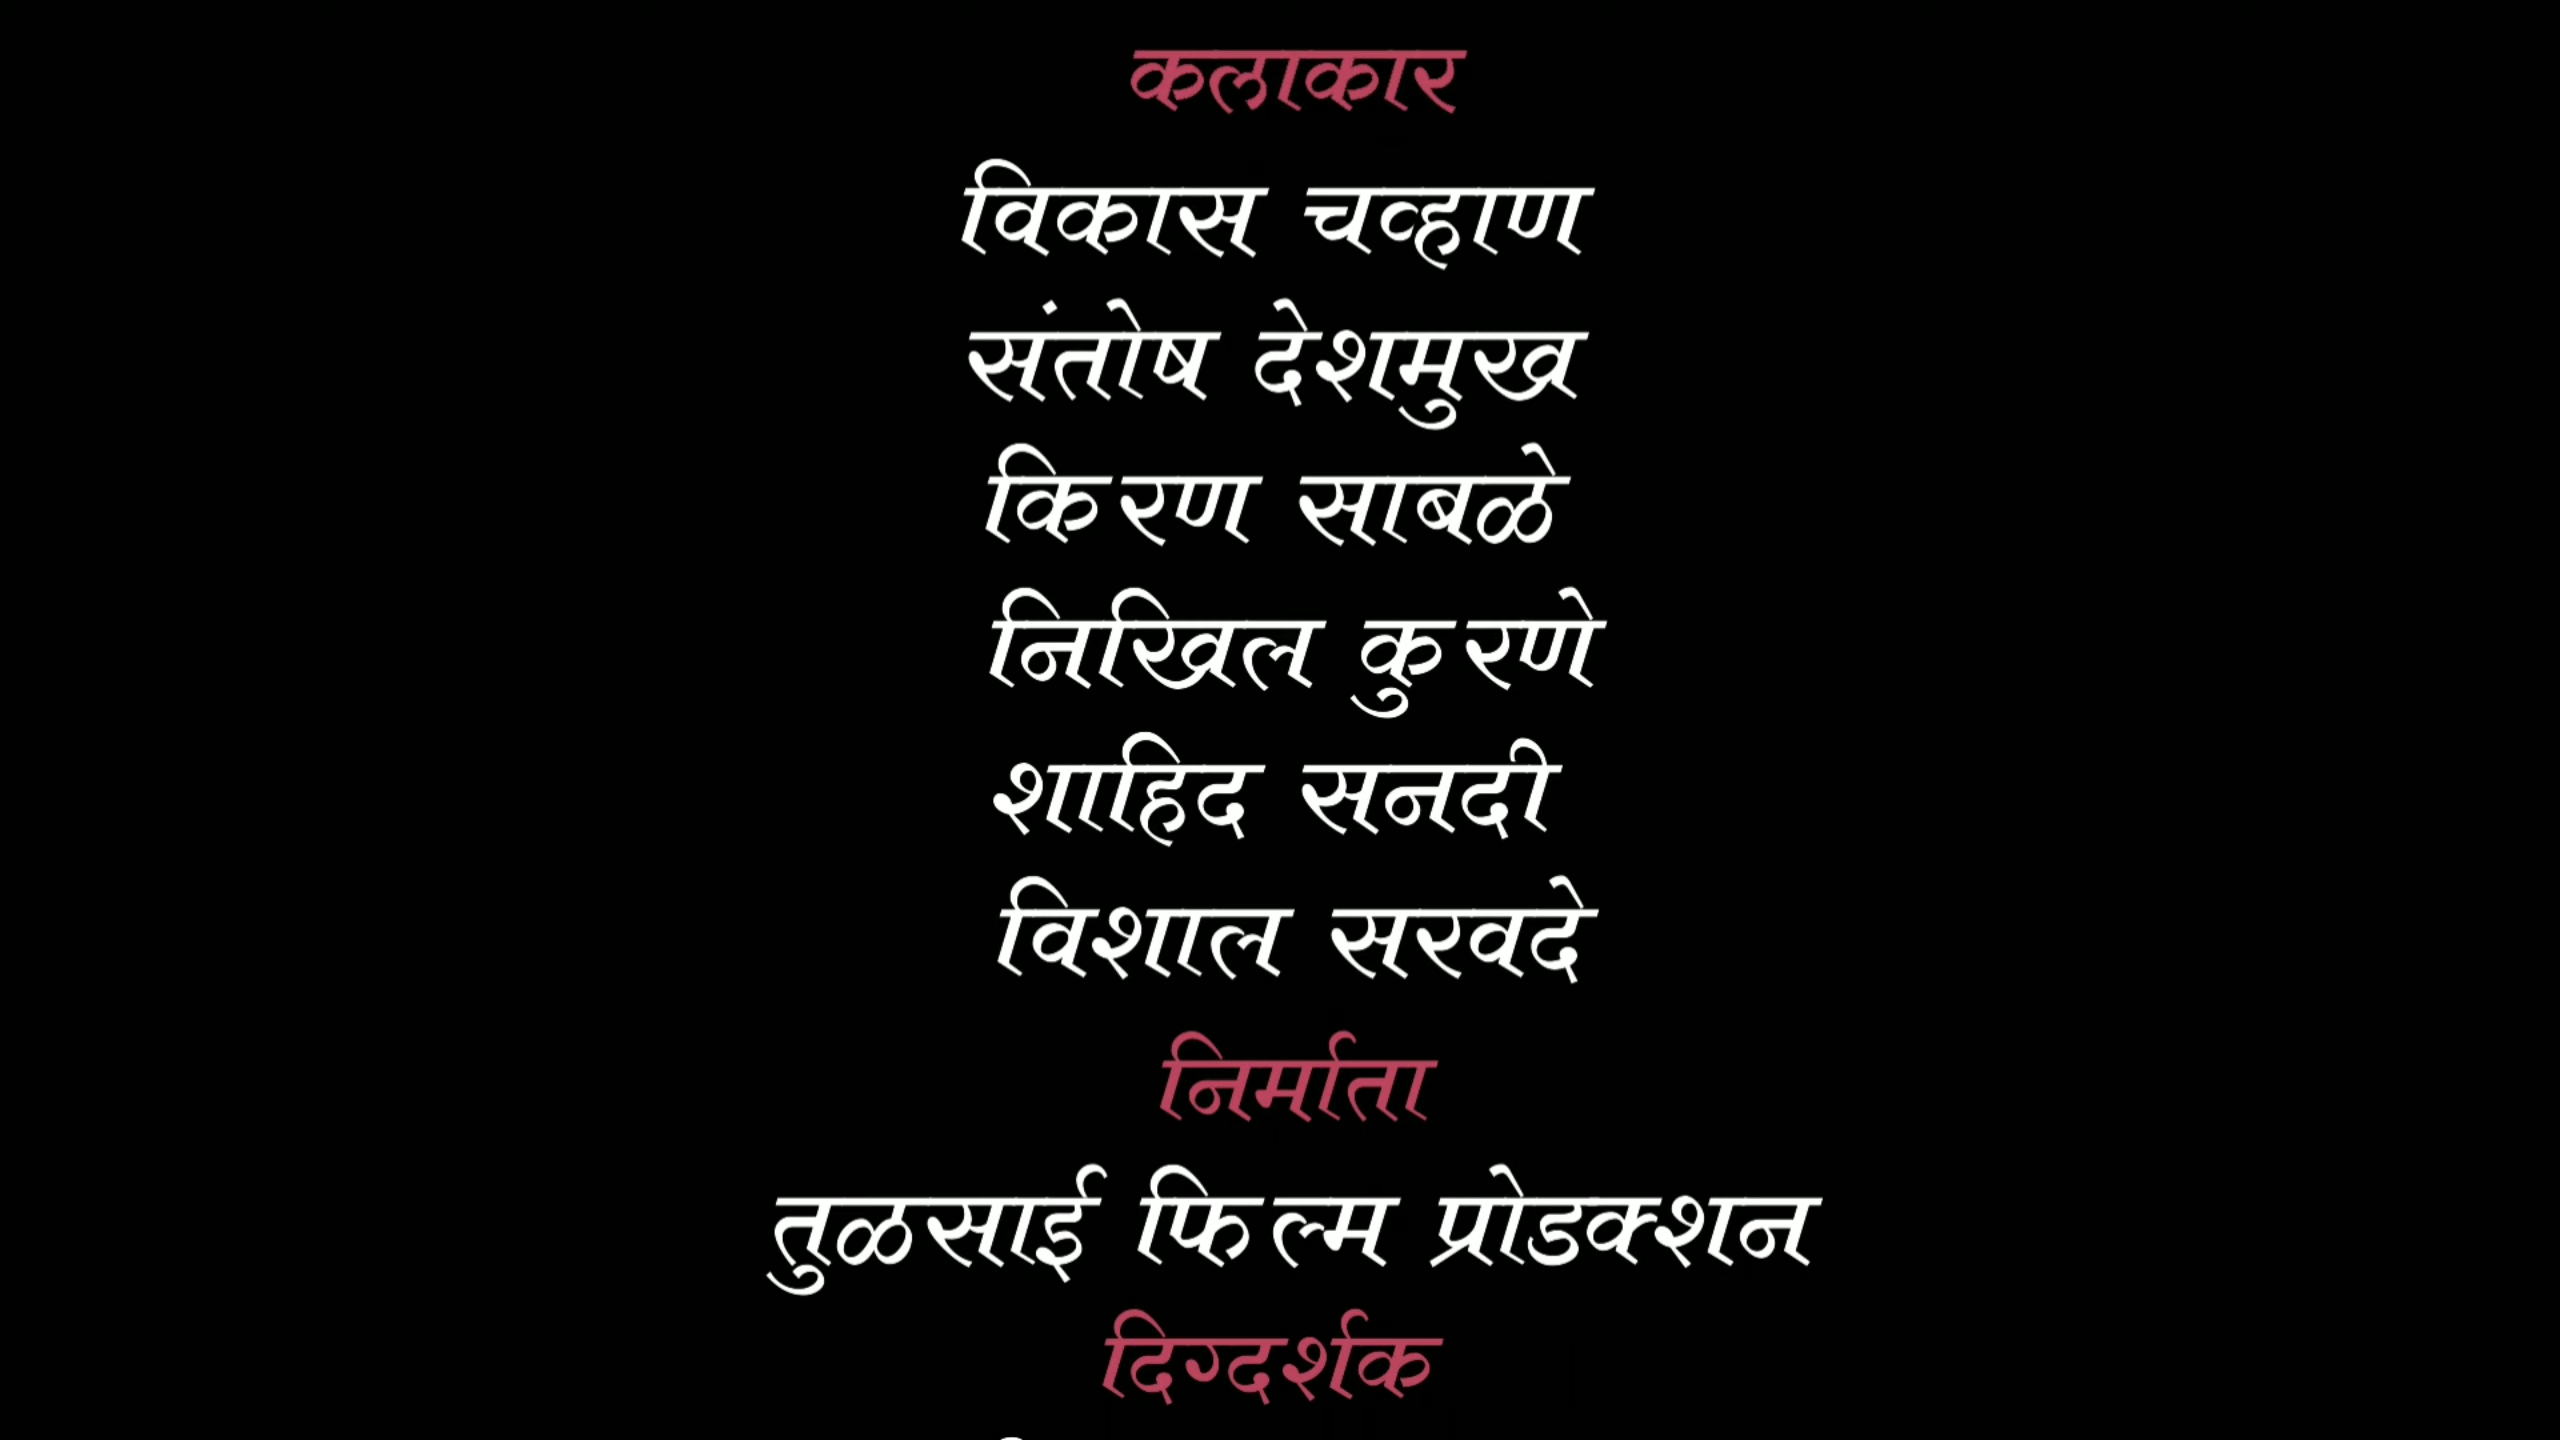 कलाकार
विकास चव्हाण
संतोष देशमुख
किरण साबळे
निखिल कुरणे
शाहिद सनदी
विशाल सरवदे
निर्माता
तुळसाई फिल्म प्रोडक्शन
दिग्दर्शक